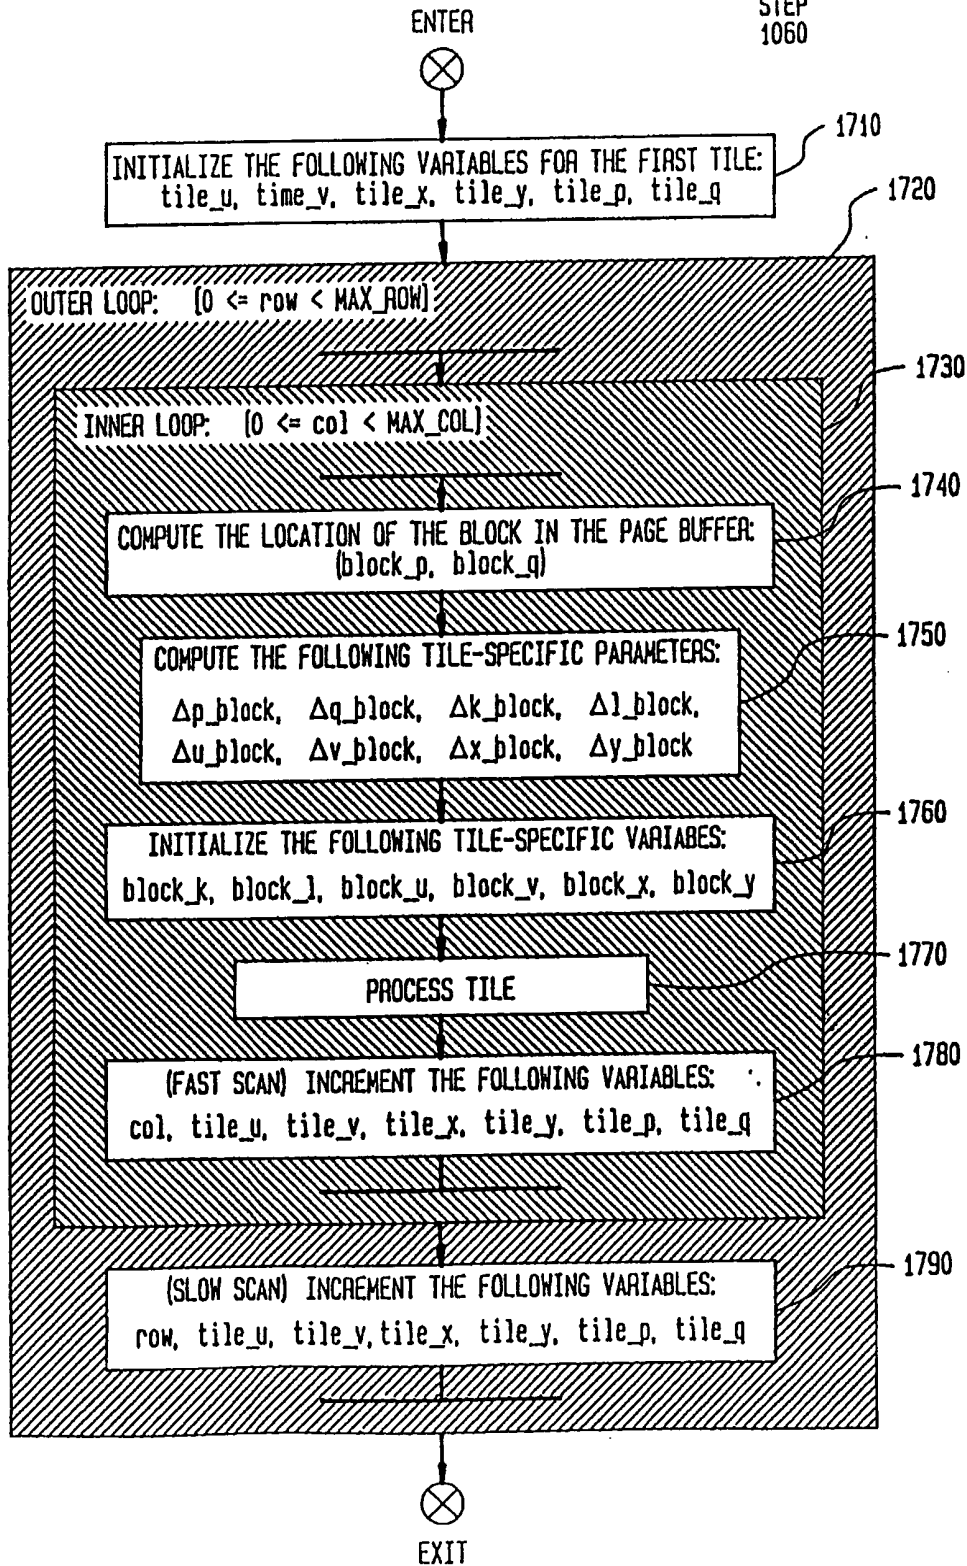 STEP
1060
ENTER
1710
INITIALIZE THE FOLLOWING VARIABLES FOR THE FIRST TILE:
tile_u, time_v, tile_x, tile_y, tile_p, tile_q
1720
OUTER LOOP: [0 <= row < MAX_ROW]
1730
INNER LOOP: [0 <= col < MAX_COL]
1740
COMPUTE THE LOCATION OF THE BLOCK IN THE PAGE BUFFER:
(block_p, block_q)
1750
COMPUTE THE FOLLOWING TILE-SPECIFIC PARAMETERS:
Δp_block, Δq_block, Δk_block, Δl_block,
Δu_block, Δv_block, Δx_block, Δy_block
1760
INITIALIZE THE FOLLOWING TILE-SPECIFIC VARIABES:
block_k, block_l, block_u, block_v, block_x, block_y
1770
PROCESS TILE
1780
(FAST SCAN) INCREMENT THE FOLLOWING VARIABLES:
col, tile_u, tile_v, tile_x, tile_y, tile_p, tile_q
1790
(SLOW SCAN) INCREMENT THE FOLLOWING VARIABLES:
row, tile_u, tile_v, tile_x, tile_y, tile_p, tile_q
EXIT